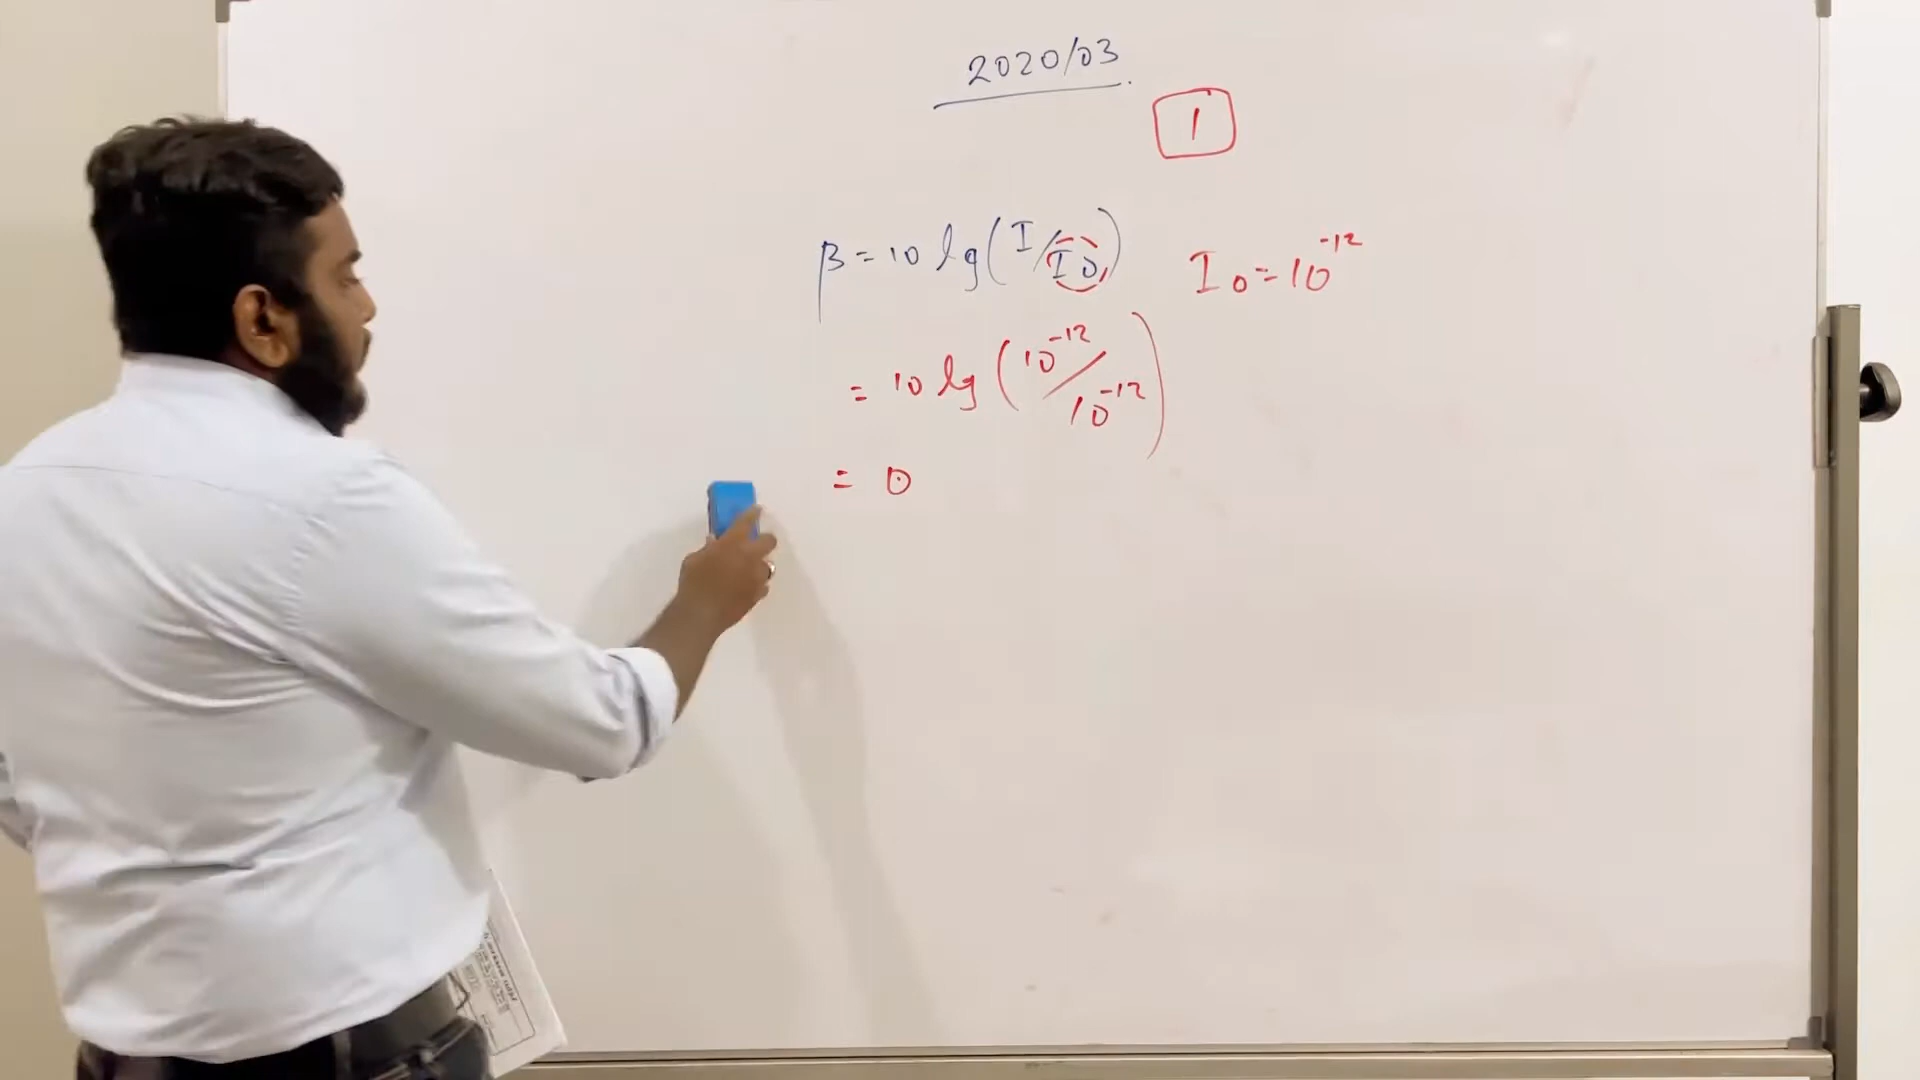 2020/03
1
β = 10 lg (I/I0) I0 = 10^-12
= 10 lg (10^-12/10^-12)
= 0